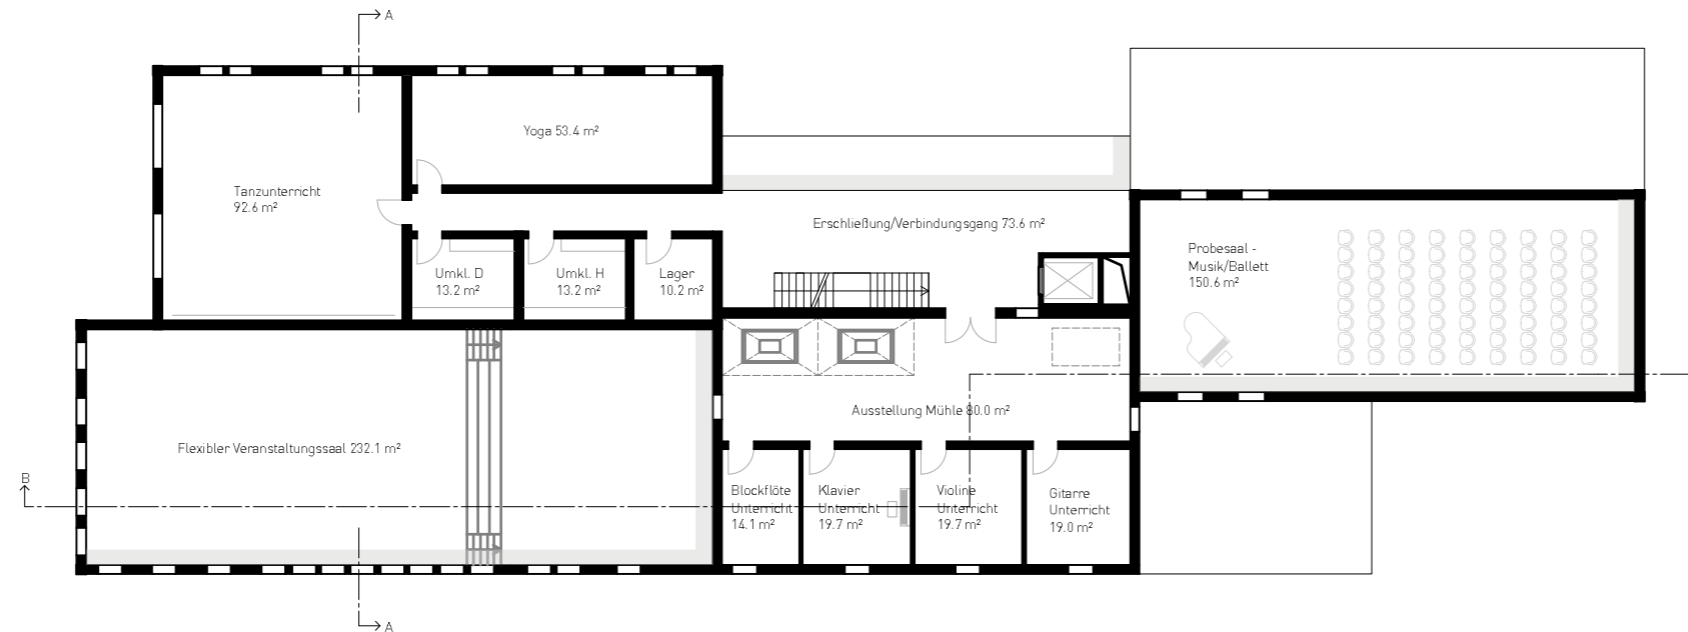 A
Yoga 53.4 m²
Tanzunterricht
92.6 m²
Erschließung/Verbindungsgang 73.6 m²
Probesaal -
Musik/Ballett
150.6 m²
Umkl. D
13.2 m²
Umkl. H
13.2 m²
Lager
10.2 m²
Ausstellung Mühle 80.0 m²
Flexibler Veranstaltungssaal 232.1 m²
B
Blockflöte
Unterricht
14.1 m²
Klavier
Unterricht
19.7 m²
Violine
Unterricht
19.7 m²
Gitarre
Unterricht
19.0 m²
A